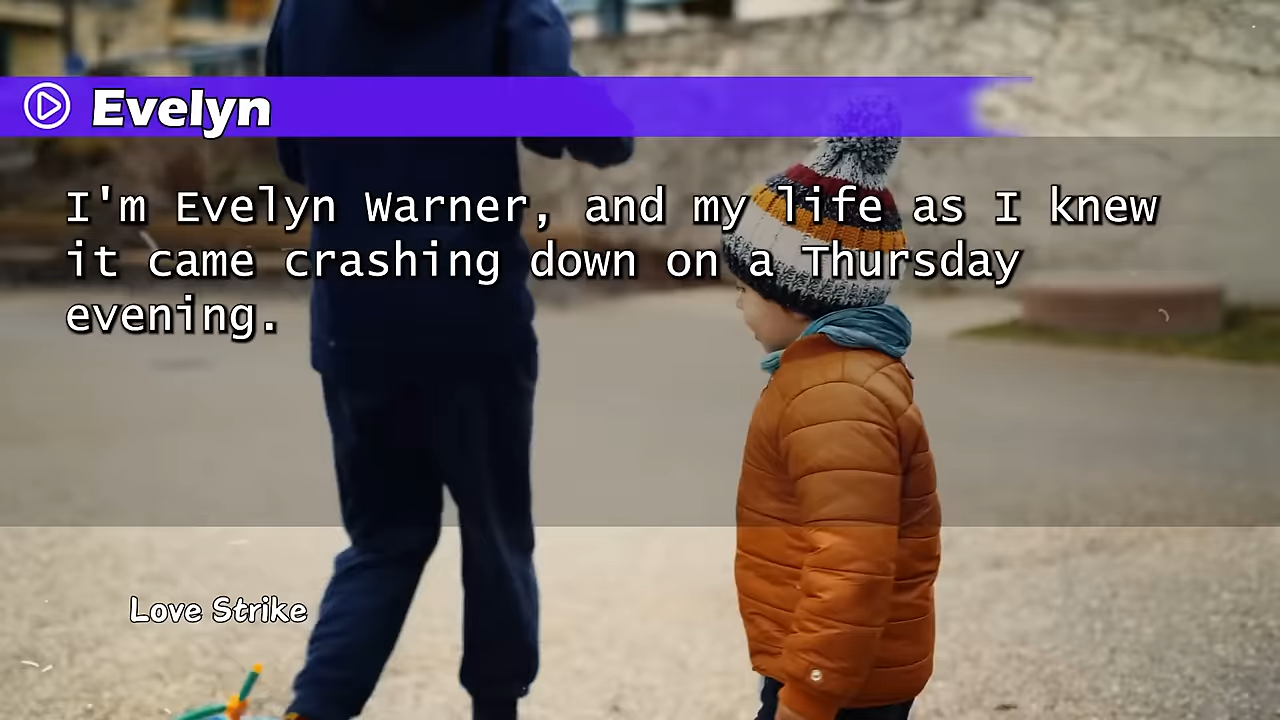 Evelyn
I'm Evelyn Warner, and my life as I knew
it came crashing down on a Thursday
evening.
Love Strike